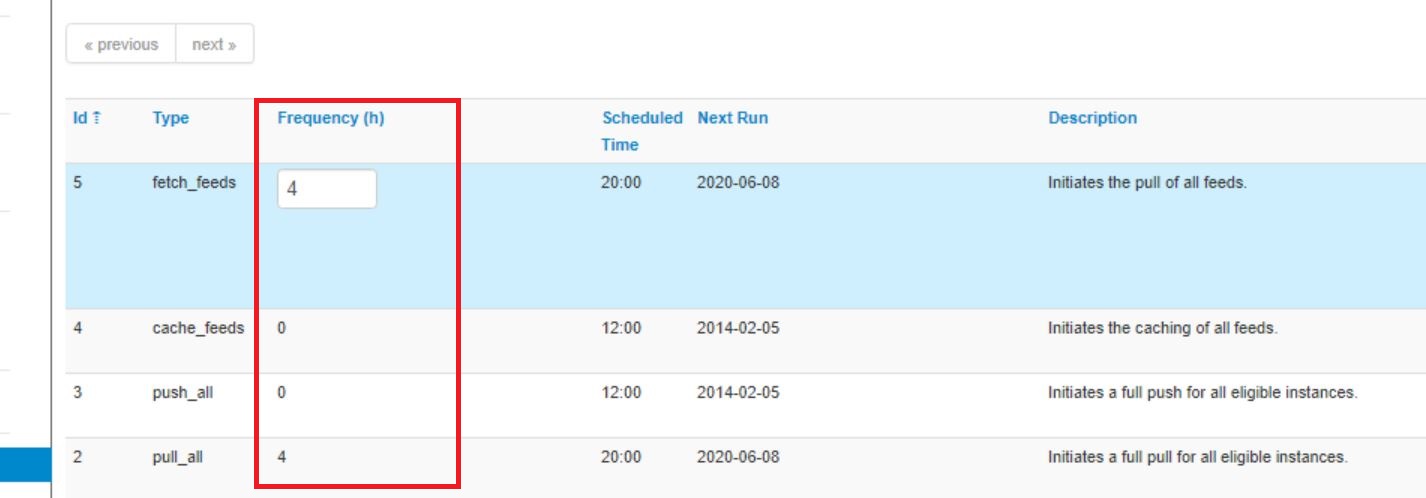 « previous next »
Id Type Frequency (h) Scheduled Time Next Run Description
5 fetch_feeds 4 20:00 2020-06-08 Initiates the pull of all feeds.
4 cache_feeds 0 12:00 2014-02-05 Initiates the caching of all feeds.
3 push_all 0 12:00 2014-02-05 Initiates a full push for all eligible instances.
2 pull_all 4 20:00 2020-06-08 Initiates a full pull for all eligible instances.